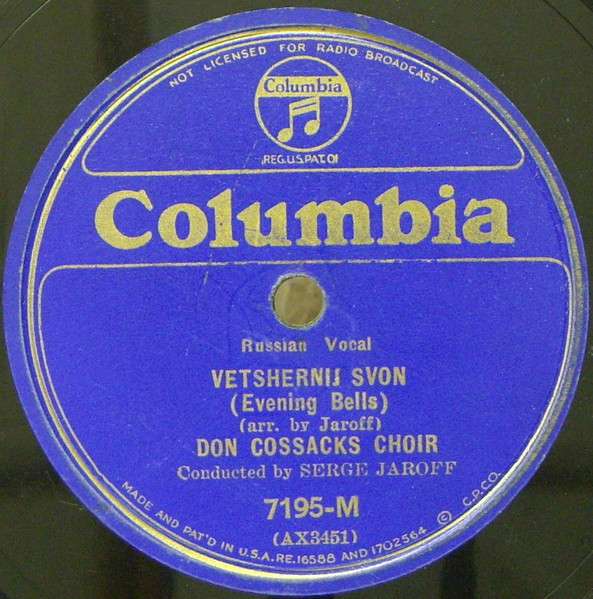 NOT LICENSED FOR RADIO BROADCAST
Columbia
REG.U.S.PAT.Of
Columbia
Russian Vocal
VETSHERNIJ SVON
(Evening Bells)
(arr. by Jaroff)
DON COSSACKS CHOIR
Conducted by SERGE JAROFF
7195-M
(AX3451)
MADE AND PAT'D IN U.S.A. RE.16588 AND 1702564 © C.P.CO.